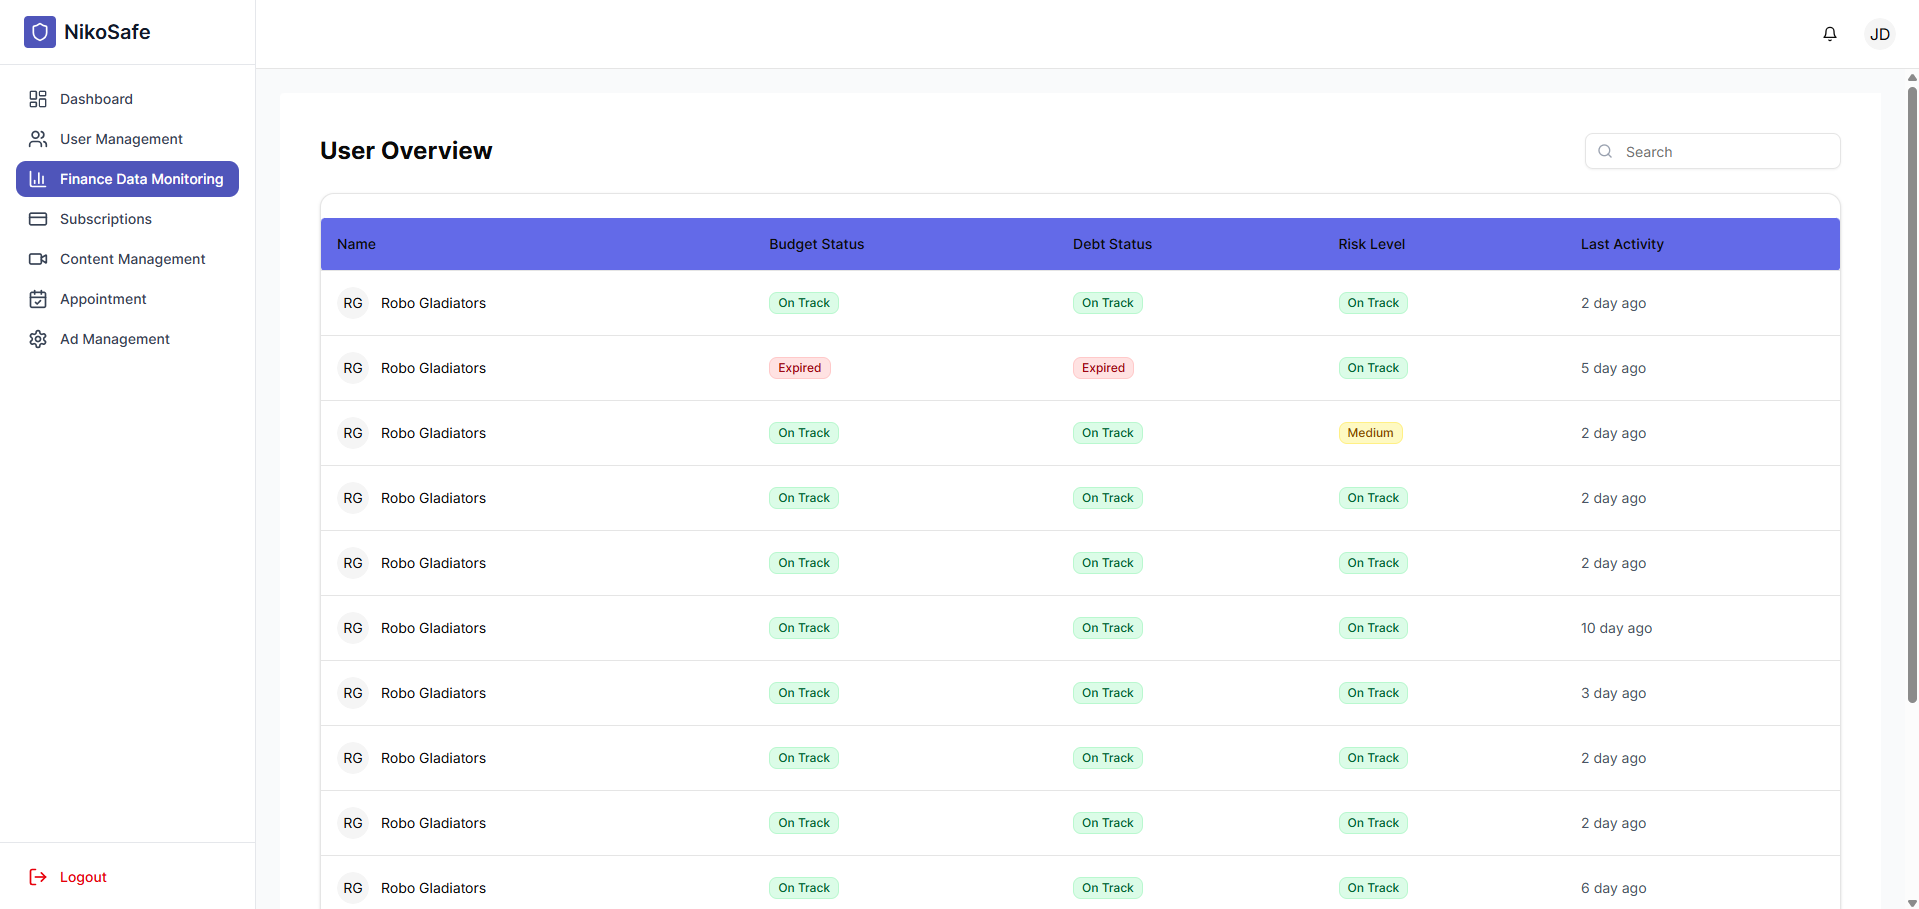 NikoSafe
JD
Dashboard
User Management
Finance Data Monitoring
Subscriptions
Content Management
Appointment
Ad Management
Logout
User Overview
Search
Name Budget Status Debt Status Risk Level Last Activity
RG Robo Gladiators On Track On Track On Track 2 day ago
RG Robo Gladiators Expired Expired On Track 5 day ago
RG Robo Gladiators On Track On Track Medium 2 day ago
RG Robo Gladiators On Track On Track On Track 2 day ago
RG Robo Gladiators On Track On Track On Track 2 day ago
RG Robo Gladiators On Track On Track On Track 10 day ago
RG Robo Gladiators On Track On Track On Track 3 day ago
RG Robo Gladiators On Track On Track On Track 2 day ago
RG Robo Gladiators On Track On Track On Track 2 day ago
RG Robo Gladiators On Track On Track On Track 6 day ago